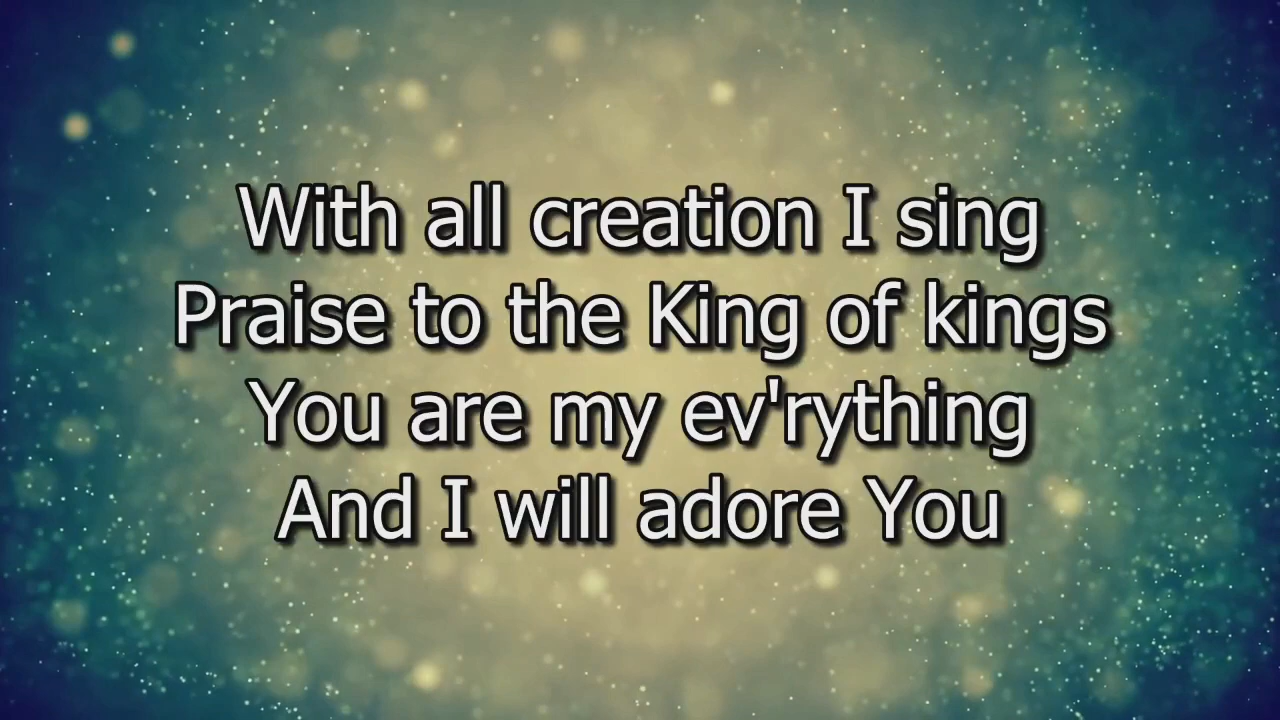 With all creation I sing
Praise to the King of kings
You are my ev'rything
And I will adore You